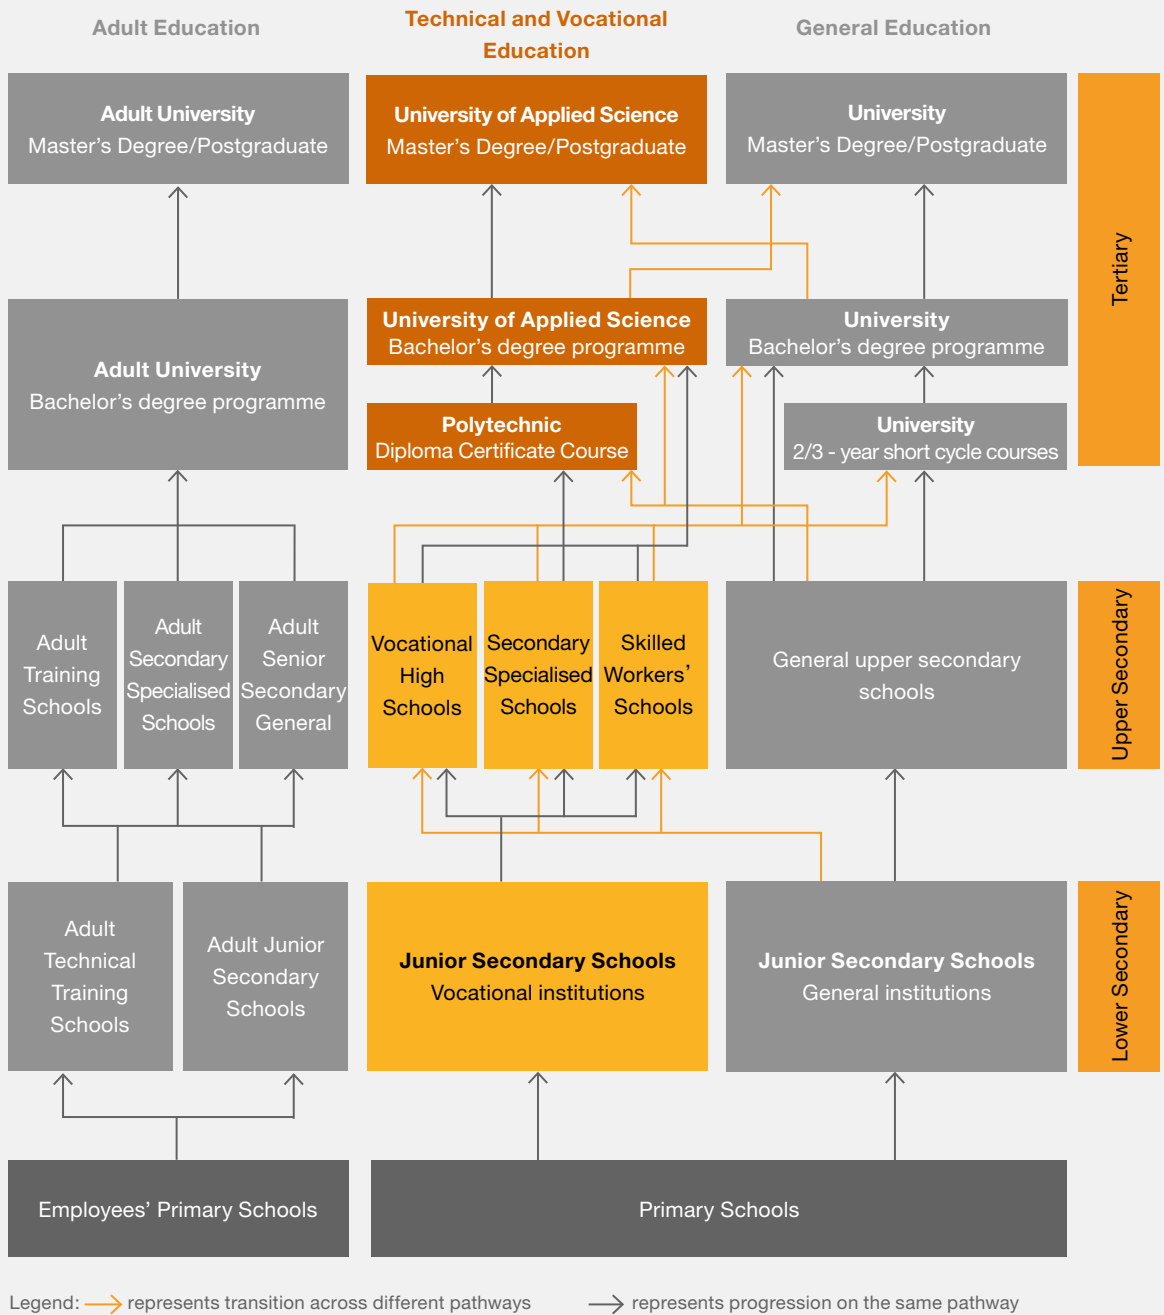 Adult Education
Technical and Vocational
Education
General Education
Adult University
Master's Degree/Postgraduate
University of Applied Science
Master's Degree/Postgraduate
University
Master's Degree/Postgraduate
Tertiary
University of Applied Science
Bachelor's degree programme
University
Bachelor's degree programme
Adult University
Bachelor's degree programme
Polytechnic
Diploma Certificate Course
University
2/3 - year short cycle courses
Adult
Training
Schools
Adult
Secondary
Specialised
Schools
Adult
Senior
Secondary
General
Vocational
High
Schools
Secondary
Specialised
Schools
Skilled
Workers'
Schools
General upper secondary
schools
Upper Secondary
Adult
Technical
Training
Schools
Adult Junior
Secondary
Schools
Junior Secondary Schools
Vocational institutions
Junior Secondary Schools
General institutions
Lower Secondary
Employees' Primary Schools
Primary Schools
Legend: represents transition across different pathways represents progression on the same pathway